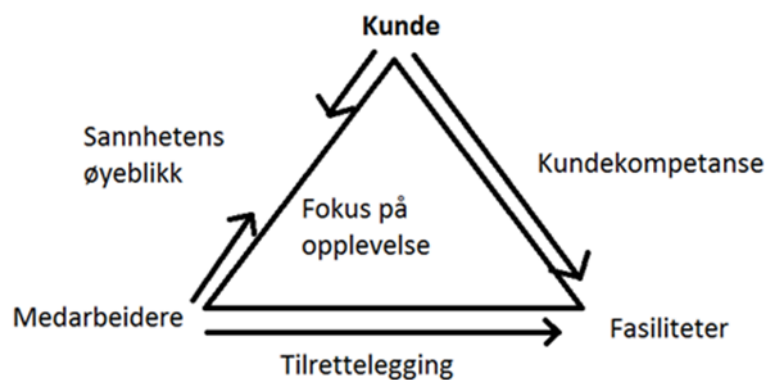 Kunde
Sannhetens
øyeblikk
Kundekompetanse
Fokus på
opplevelse
Medarbeidere
Fasiliteter
Tilrettelegging